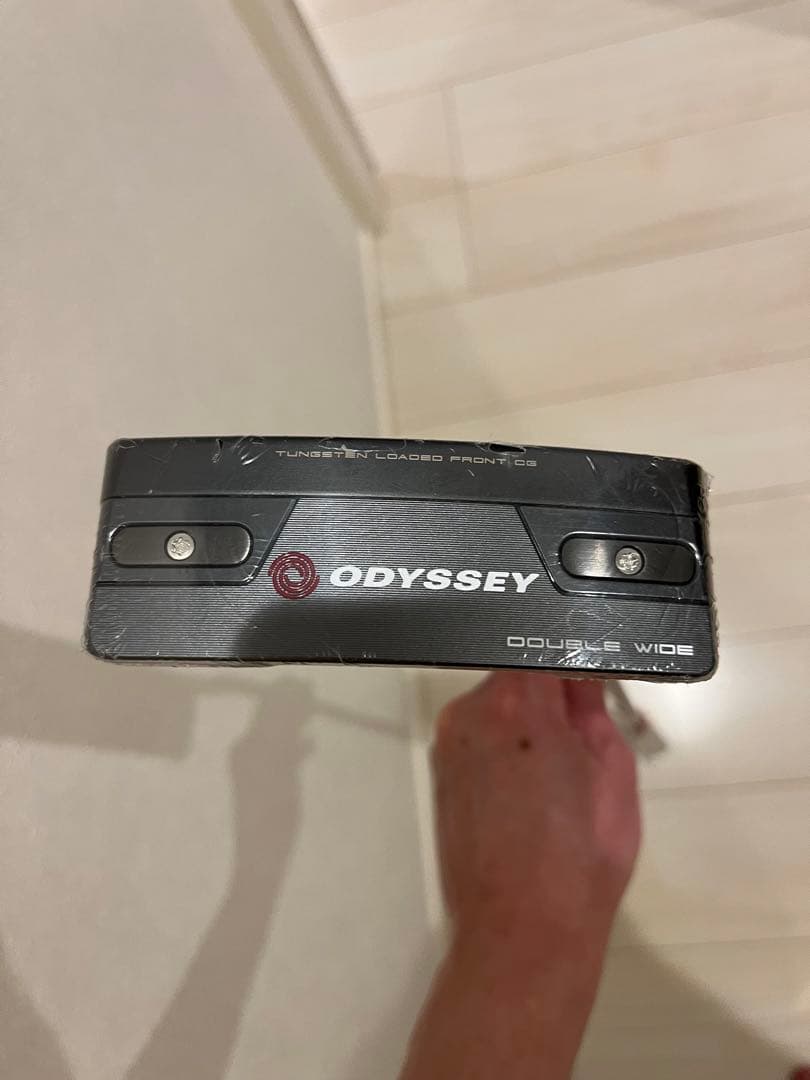 TUNGSTEN LOADED FRONT CG
ODYSSEY
DOUBLE WIDE